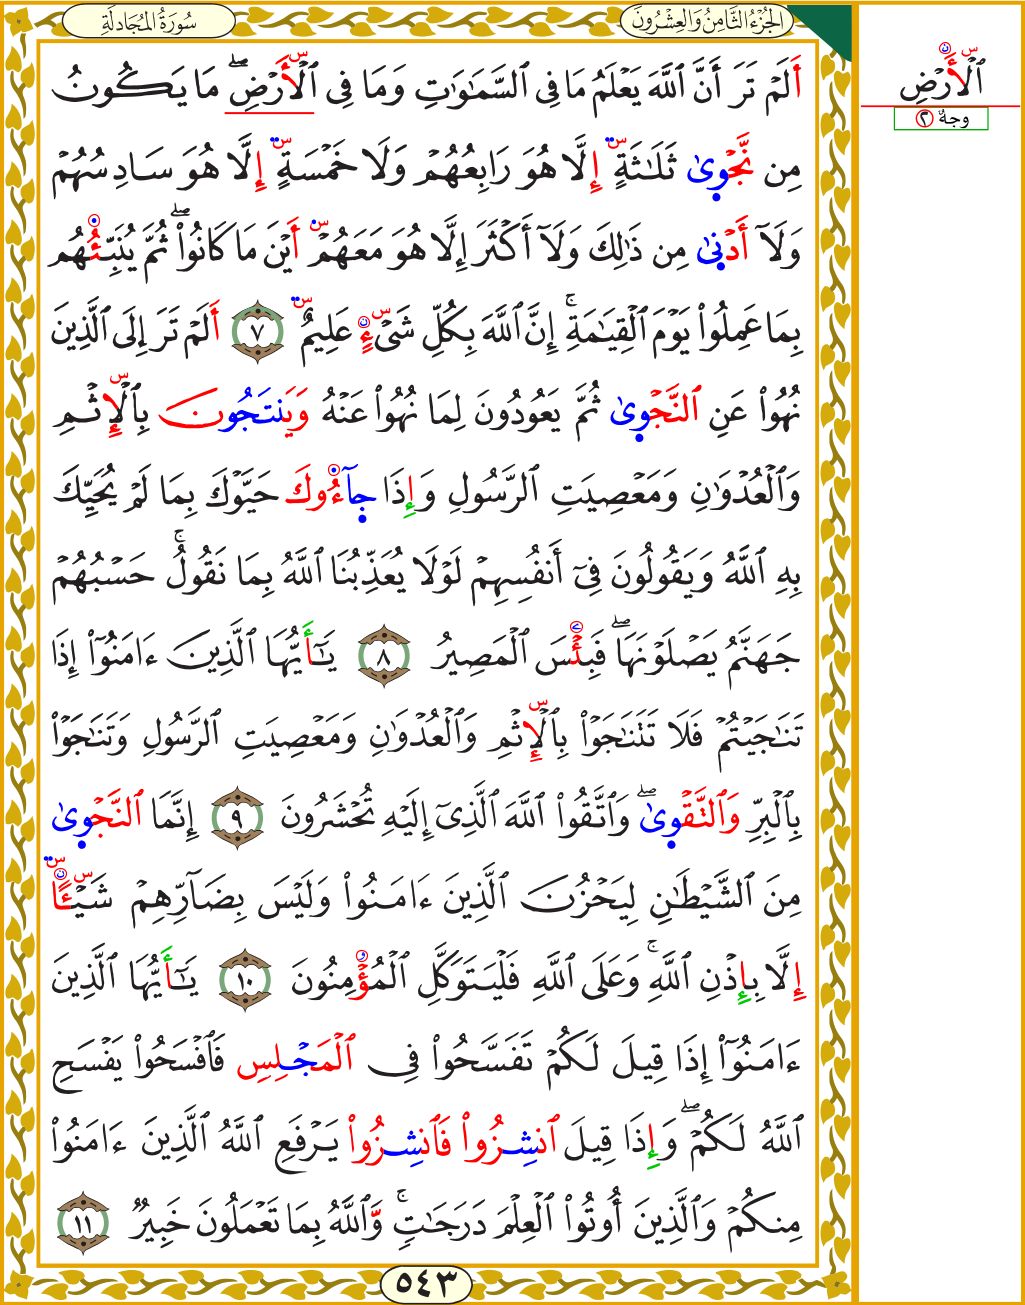 سُورَةُ المُجَادلَةِ
الجُزْءُ الثَّامِنُ وَالعِشْرُونَ
أَلَمْ تَرَ أَنَّ ٱللَّهَ يَعْلَمُ مَا فِى ٱلسَّمَٰوَٰتِ وَمَا فِى ٱلْأَرْضِۖ مَا يَكُونُ
مِن نَّجْوَىٰ ثَلَٰثَةٍ إِلَّا هُوَ رَابِعُهُمْ وَلَا خَمْسَةٍ إِلَّا هُوَ سَادِسُهُمْ
وَلَآ أَدْنَىٰ مِن ذَٰلِكَ وَلَآ أَكْثَرَ إِلَّا هُوَ مَعَهُمْ أَيْنَ مَا كَانُوا۟ۖ ثُمَّ يُنَبِّئُهُم
بِمَا عَمِلُوا۟ يَوْمَ ٱلْقِيَٰمَةِۚ إِنَّ ٱللَّهَ بِكُلِّ شَىْءٍ عَلِيمٌ ٧ أَلَمْ تَرَ إِلَى ٱلَّذِينَ
نُهُوا۟ عَنِ ٱلنَّجْوَىٰ ثُمَّ يَعُودُونَ لِمَا نُهُوا۟ عَنْهُ وَيَنتَجُونَ بِٱلْإِثْمِ
وَٱلْعُدْوَٰنِ وَمَعْصِيَتِ ٱلرَّسُولِ وَإِذَا جَآءُوكَ حَيَّوْكَ بِمَا لَمْ يُحَيِّكَ
بِهِ ٱللَّهُ وَيَقُولُونَ فِىٓ أَنفُسِهِمْ لَوْلَا يُعَذِّبُنَا ٱللَّهُ بِمَا نَقُولُۚ حَسْبُهُمْ
جَهَنَّمُ يَصْلَوْنَهَاۖ فَبِئْسَ ٱلْمَصِيرُ ٨ يَٰٓأَيُّهَا ٱلَّذِينَ ءَامَنُوٓا۟ إِذَا
تَنَٰجَيْتُمْ فَلَا تَتَنَٰجَوْا۟ بِٱلْإِثْمِ وَٱلْعُدْوَٰنِ وَمَعْصِيَتِ ٱلرَّسُولِ وَتَنَٰجَوْا۟
بِٱلْبِرِّ وَٱلتَّقْوَىٰۖ وَٱتَّقُوا۟ ٱللَّهَ ٱلَّذِىٓ إِلَيْهِ تُحْشَرُونَ ٩ إِنَّمَا ٱلنَّجْوَىٰ
مِنَ ٱلشَّيْطَٰنِ لِيَحْزُنَ ٱلَّذِينَ ءَامَنُوا۟ وَلَيْسَ بِضَآرِّهِمْ شَيْـًٔا
إِلَّا بِإِذْنِ ٱللَّهِۚ وَعَلَى ٱللَّهِ فَلْيَتَوَكَّلِ ٱلْمُؤْمِنُونَ ١٠ يَٰٓأَيُّهَا ٱلَّذِينَ
ءَامَنُوٓا۟ إِذَا قِيلَ لَكُمْ تَفَسَّحُوا۟ فِى ٱلْمَجْلِسِ فَٱفْسَحُوا۟ يَفْسَحِ
ٱللَّهُ لَكُمْۖ وَإِذَا قِيلَ ٱنشِزُوا۟ فَٱنشِزُوا۟ يَرْفَعِ ٱللَّهُ ٱلَّذِينَ ءَامَنُوا۟
مِنكُمْ وَٱلَّذِينَ أُوتُوا۟ ٱلْعِلْمَ دَرَجَٰتٍۚ وَٱللَّهُ بِمَا تَعْمَلُونَ خَبِيرٌ ١١
٥٤٣
ٱلْأَرْضِ
وجهُ ٢